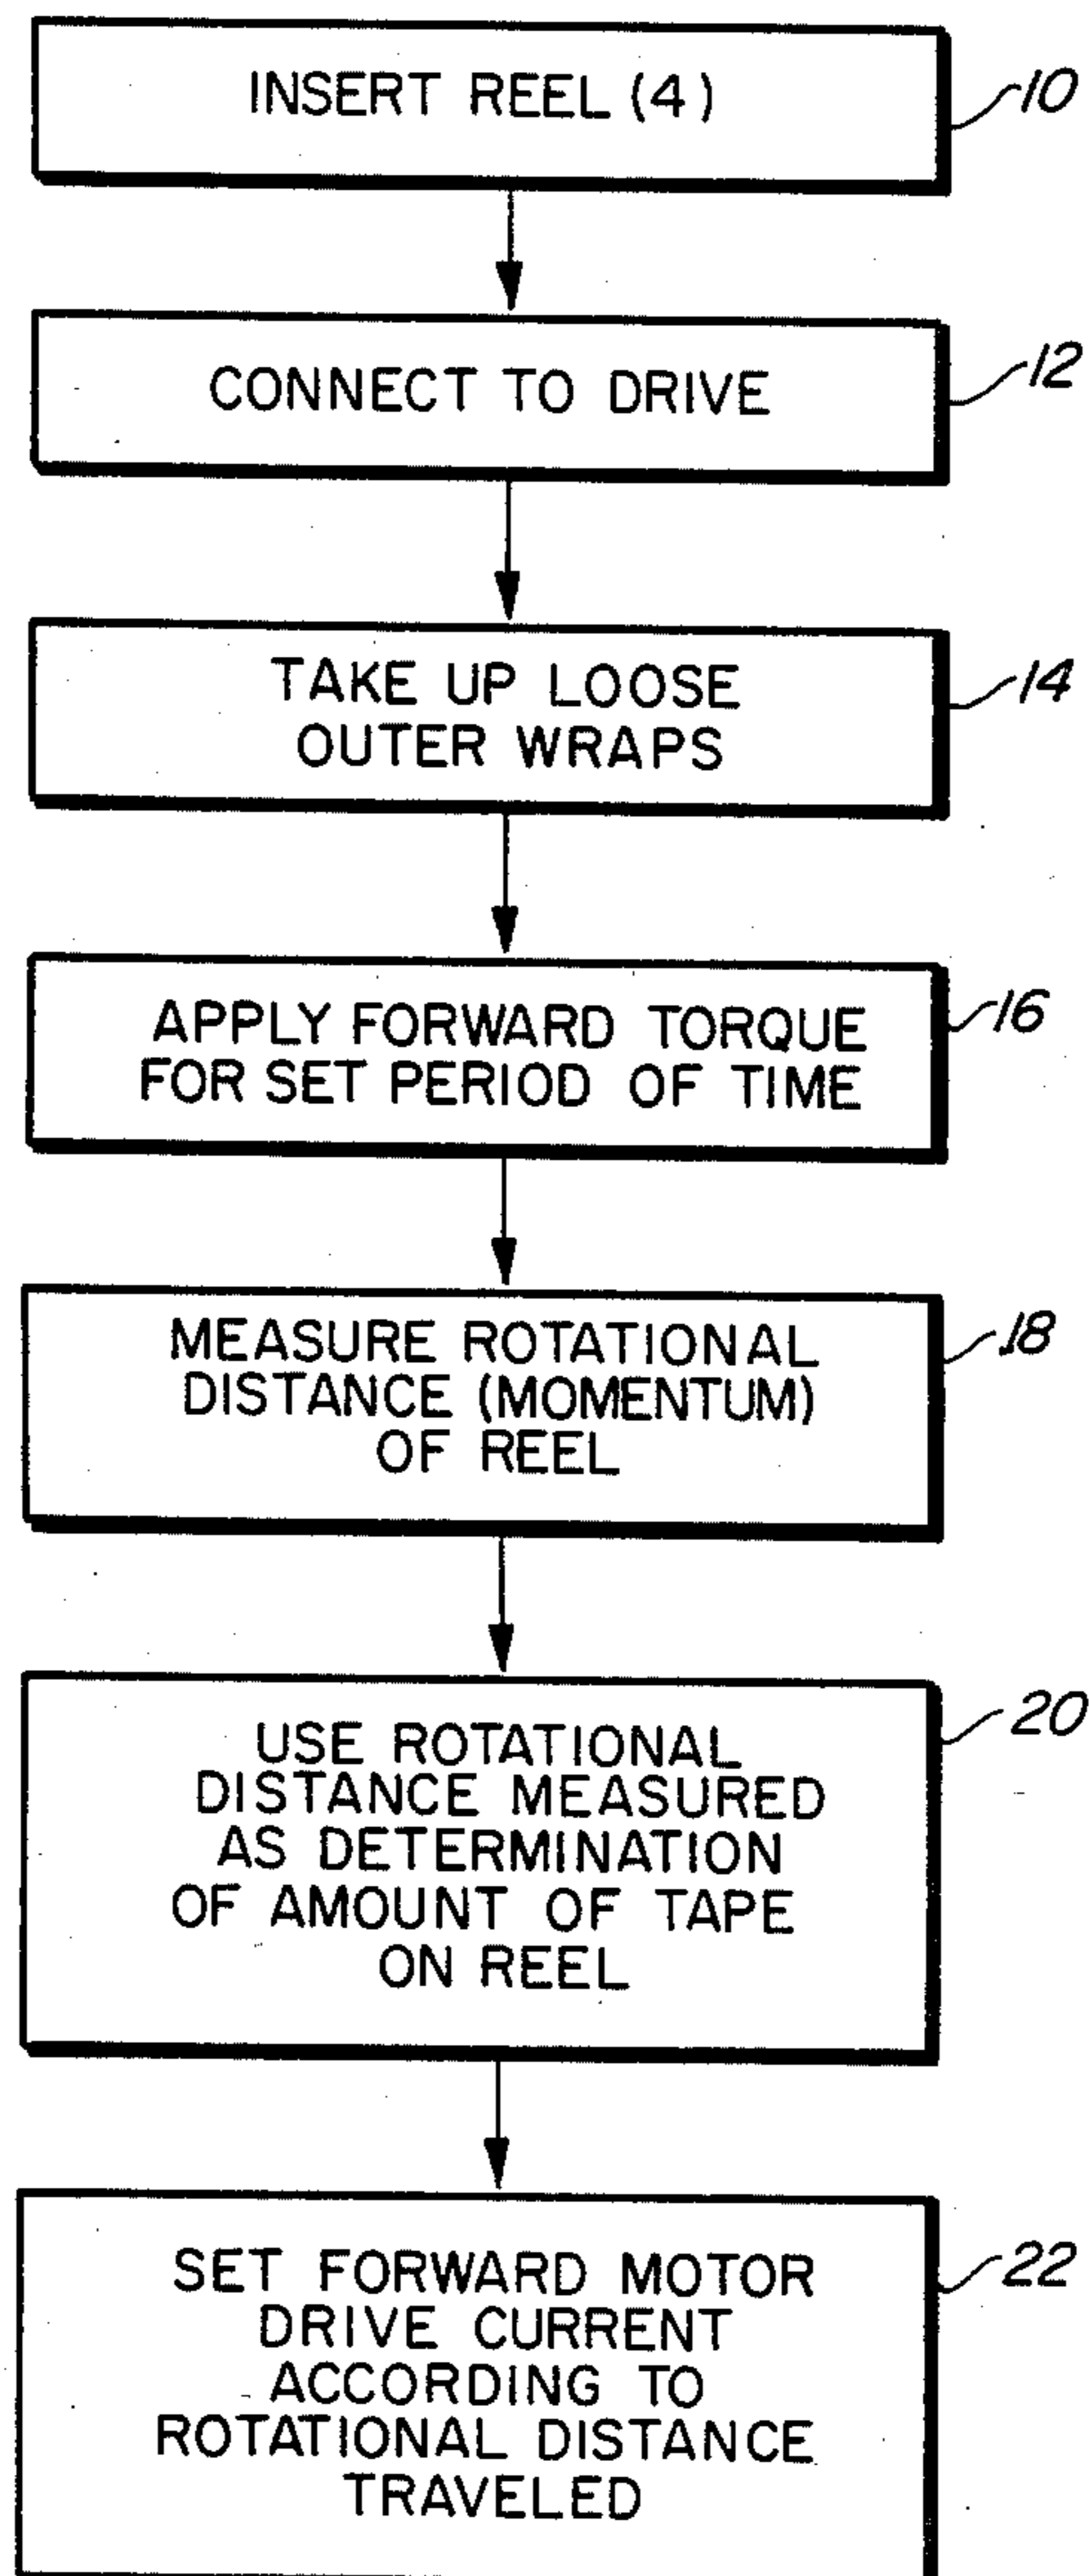 INSERT REEL (4)
10
CONNECT TO DRIVE
12
TAKE UP LOOSE
OUTER WRAPS
14
APPLY FORWARD TORQUE
FOR SET PERIOD OF TIME
16
MEASURE ROTATIONAL
DISTANCE (MOMENTUM)
OF REEL
18
USE ROTATIONAL
DISTANCE MEASURED
AS DETERMINATION
OF AMOUNT OF TAPE
ON REEL
20
SET FORWARD MOTOR
DRIVE CURRENT
ACCORDING TO
ROTATIONAL DISTANCE
TRAVELED
22